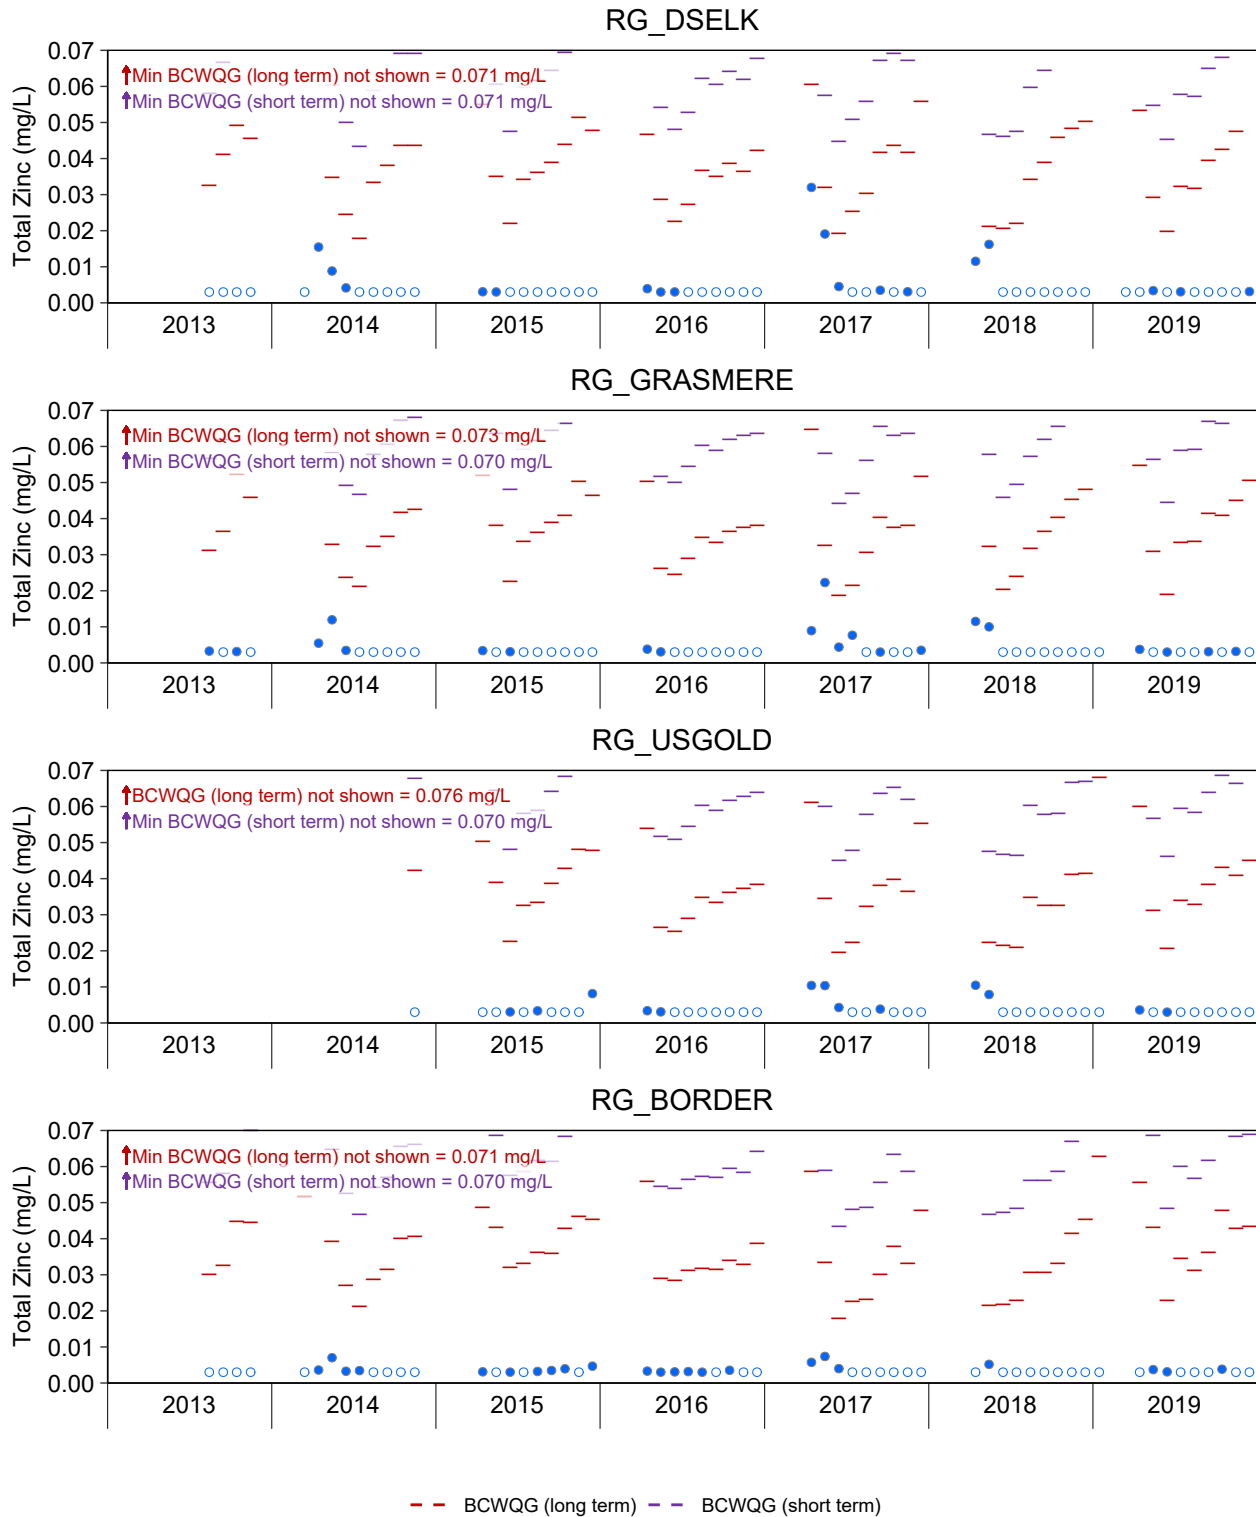 RG_DSELK
Total Zinc (mg/L)
0.07
0.06
0.05
0.04
0.03
0.02
0.01
0.00
Min BCWQG (long term) not shown = 0.071 mg/L
Min BCWQG (short term) not shown = 0.071 mg/L
2013 2014 2015 2016 2017 2018 2019
RG_GRASMERE
Total Zinc (mg/L)
0.07
0.06
0.05
0.04
0.03
0.02
0.01
0.00
Min BCWQG (long term) not shown = 0.073 mg/L
Min BCWQG (short term) not shown = 0.070 mg/L
2013 2014 2015 2016 2017 2018 2019
RG_USGOLD
Total Zinc (mg/L)
0.07
0.06
0.05
0.04
0.03
0.02
0.01
0.00
BCWQG (long term) not shown = 0.076 mg/L
Min BCWQG (short term) not shown = 0.070 mg/L
2013 2014 2015 2016 2017 2018 2019
RG_BORDER
Total Zinc (mg/L)
0.07
0.06
0.05
0.04
0.03
0.02
0.01
0.00
Min BCWQG (long term) not shown = 0.071 mg/L
Min BCWQG (short term) not shown = 0.070 mg/L
2013 2014 2015 2016 2017 2018 2019
BCWQG (long term) BCWQG (short term)